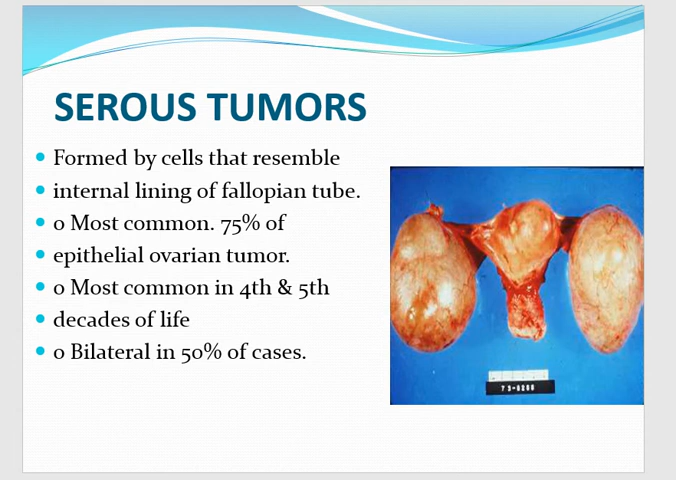 SEROUS TUMORS
• Formed by cells that resemble
• internal lining of fallopian tube.
• o Most common. 75% of
• epithelial ovarian tumor.
• o Most common in 4th & 5th
• decades of life
• o Bilateral in 50% of cases.